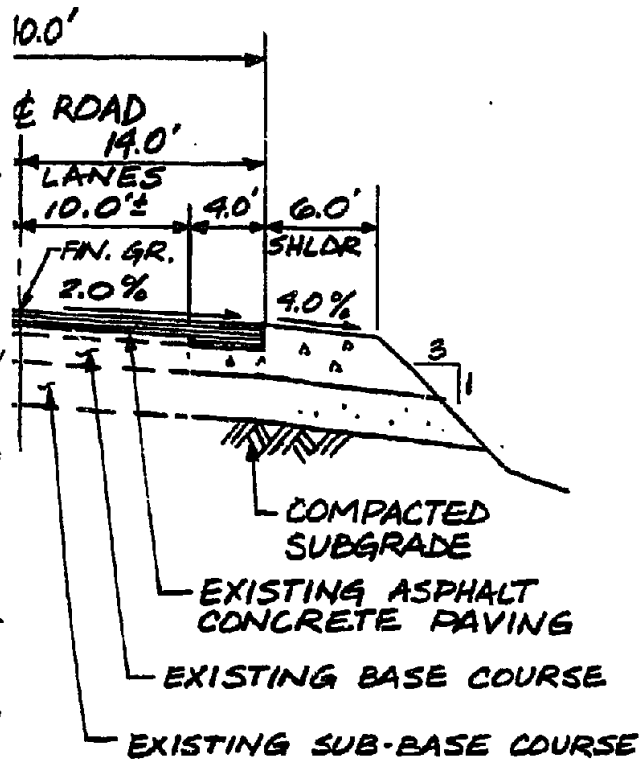 10.0'
℄ ROAD
14.0'
LANES
10.0'± 4.0' 6.0'
SHLDR
FIN. GR.
2.0% 4.0%
3
1
COMPACTED
SUBGRADE
EXISTING ASPHALT
CONCRETE PAVING
EXISTING BASE COURSE
EXISTING SUB-BASE COURSE